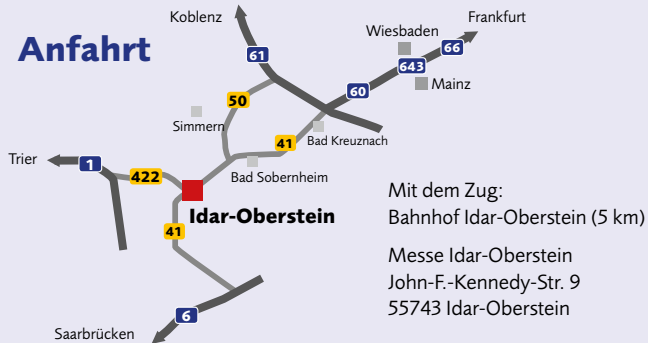 Anfahrt
Koblenz
Frankfurt
Wiesbaden
66
61
643
60
Mainz
50
Simmern
41
Bad Kreuznach
Trier
1
422
Bad Sobernheim
Idar-Oberstein
41
6
Saarbrücken
Mit dem Zug:
Bahnhof Idar-Oberstein (5 km)
Messe Idar-Oberstein
John-F.-Kennedy-Str. 9
55743 Idar-Oberstein